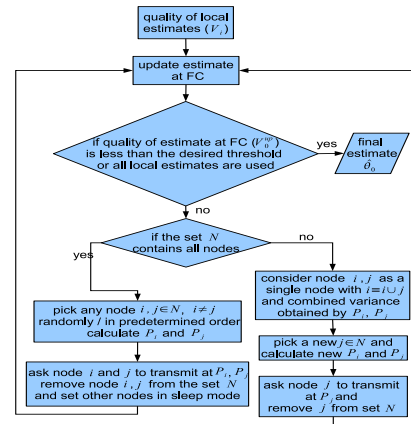 quality of local
estimates (V_i)
update estimate
at FC
if quality of estimate at FC (V_0^up)
is less than the desired threshold
or all local estimates are used
yes
final
estimate
θ̂_0
no
if the set N
contains all nodes
yes
no
pick any node i, j∈N, i≠j
randomly / in predetermined order
calculate P_i and P_j
ask node i and j to transmit at P_i, P_j
remove node i, j from the set N
and set other nodes in sleep mode
consider node i, j as a
single node with i=i∪j
and combined variance
obtained by P_i, P_j
pick a new j∈N and
calculate new P_i and P_j
ask node j to transmit
at P_j and
remove j from set N